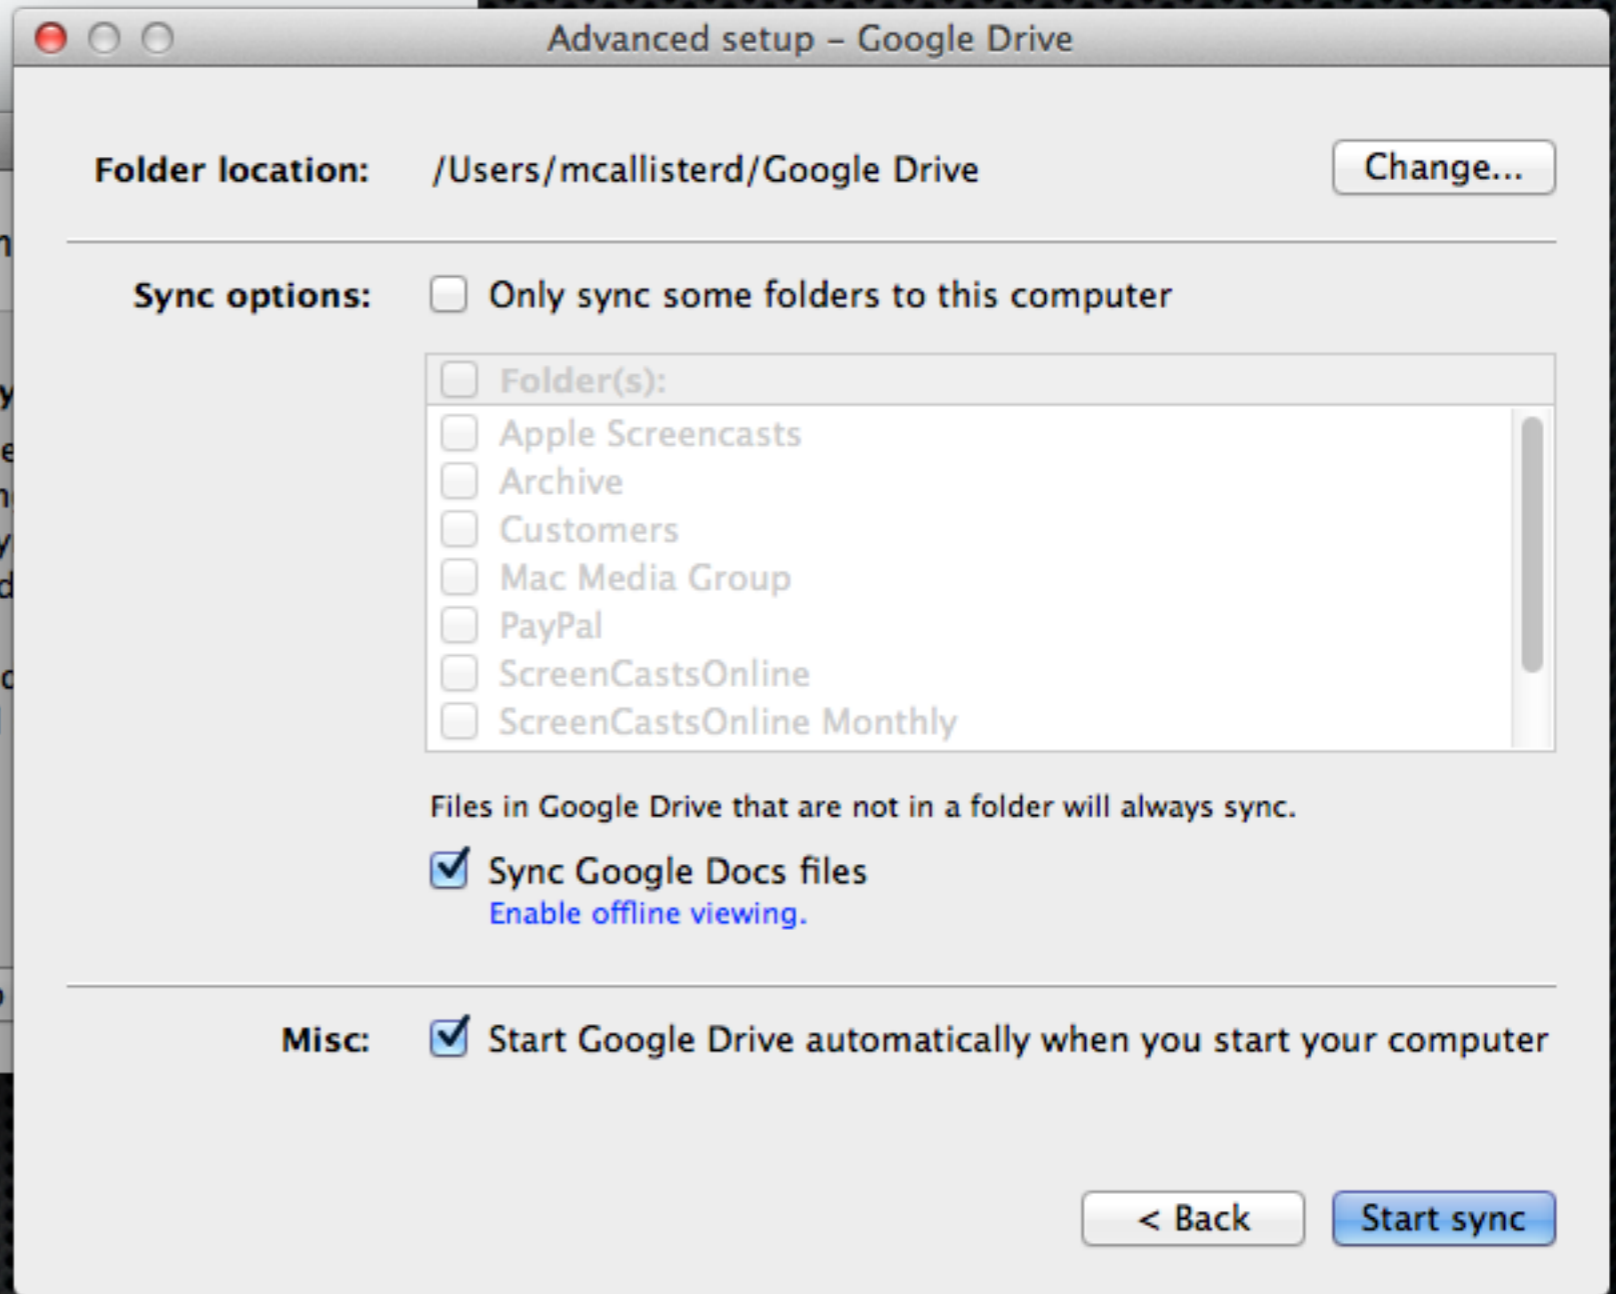 Advanced setup – Google Drive
Folder location: /Users/mcallisterd/Google Drive Change...
Sync options: Only sync some folders to this computer
Folder(s):
Apple Screencasts
Archive
Customers
Mac Media Group
PayPal
ScreenCastsOnline
ScreenCastsOnline Monthly
Files in Google Drive that are not in a folder will always sync.
Sync Google Docs files
Enable offline viewing.
Misc: Start Google Drive automatically when you start your computer
< Back Start sync